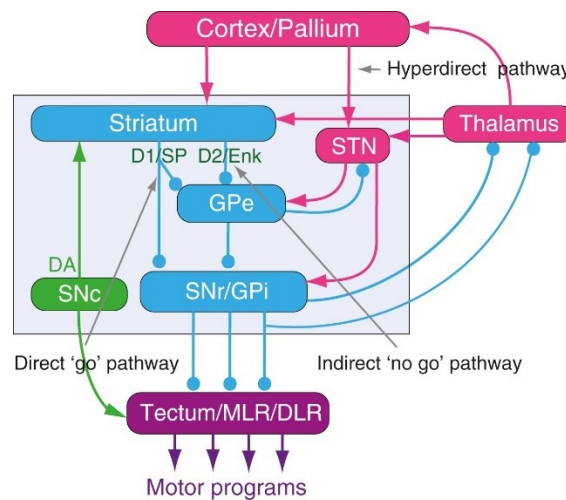 Cortex/Pallium
Hyperdirect pathway
Striatum
Thalamus
D1/SP D2/Enk
STN
GPe
DA
SNc
SNr/GPi
Direct ‘go’ pathway
Indirect ‘no go’ pathway
Tectum/MLR/DLR
Motor programs